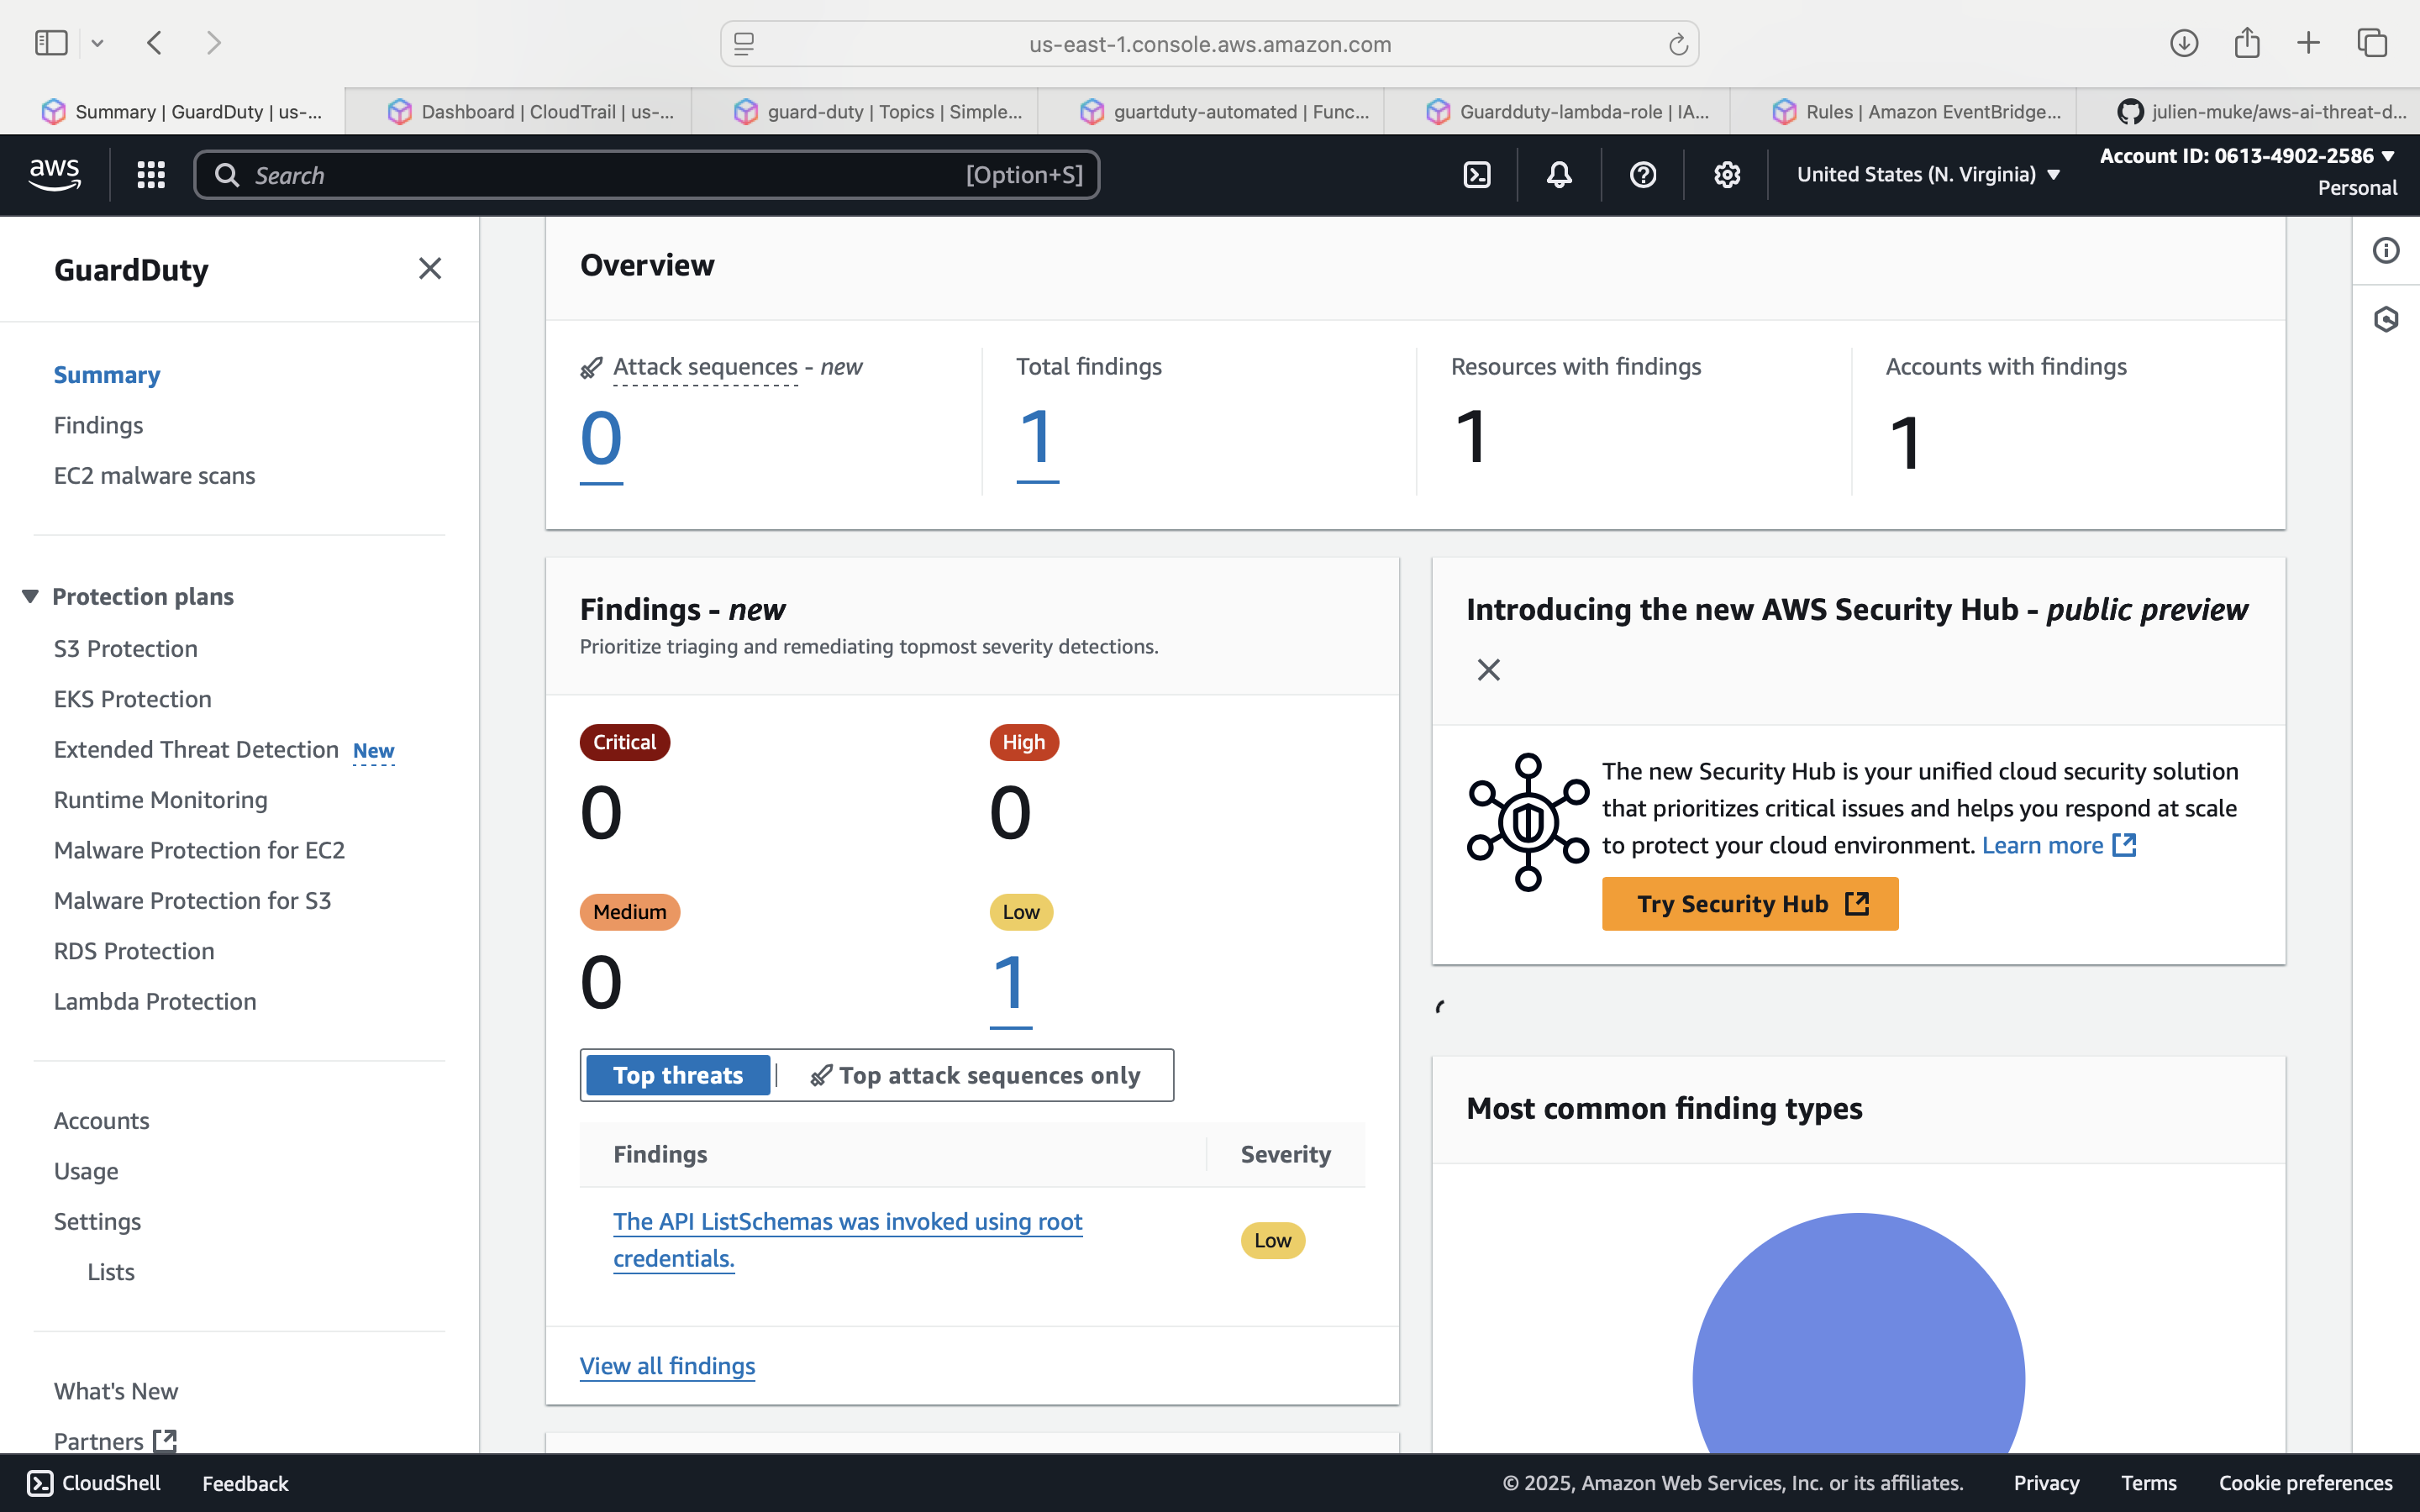 us-east-1.console.aws.amazon.com
Summary | GuardDuty | us-...
Dashboard | CloudTrail | us-...
guard-duty | Topics | Simple...
guartduty-automated | Func...
Guardduty-lambda-role | IA...
Rules | Amazon EventBridge...
julien-muke/aws-ai-threat-d...
aws
Search
[Option+S]
United States (N. Virginia)
Account ID: 0613-4902-2586
Personal
GuardDuty
Summary
Findings
EC2 malware scans
Protection plans
S3 Protection
EKS Protection
Extended Threat Detection New
Runtime Monitoring
Malware Protection for EC2
Malware Protection for S3
RDS Protection
Lambda Protection
Accounts
Usage
Settings
Lists
What's New
Partners
Overview
Attack sequences - new
0
Total findings
1
Resources with findings
1
Accounts with findings
1
Findings - new
Prioritize triaging and remediating topmost severity detections.
Critical
0
High
0
Medium
0
Low
1
Top threats
Top attack sequences only
Findings
Severity
The API ListSchemas was invoked using root
credentials.
Low
View all findings
Introducing the new AWS Security Hub - public preview
The new Security Hub is your unified cloud security solution
that prioritizes critical issues and helps you respond at scale
to protect your cloud environment. Learn more
Try Security Hub
Most common finding types
CloudShell
Feedback
© 2025, Amazon Web Services, Inc. or its affiliates.
Privacy
Terms
Cookie preferences